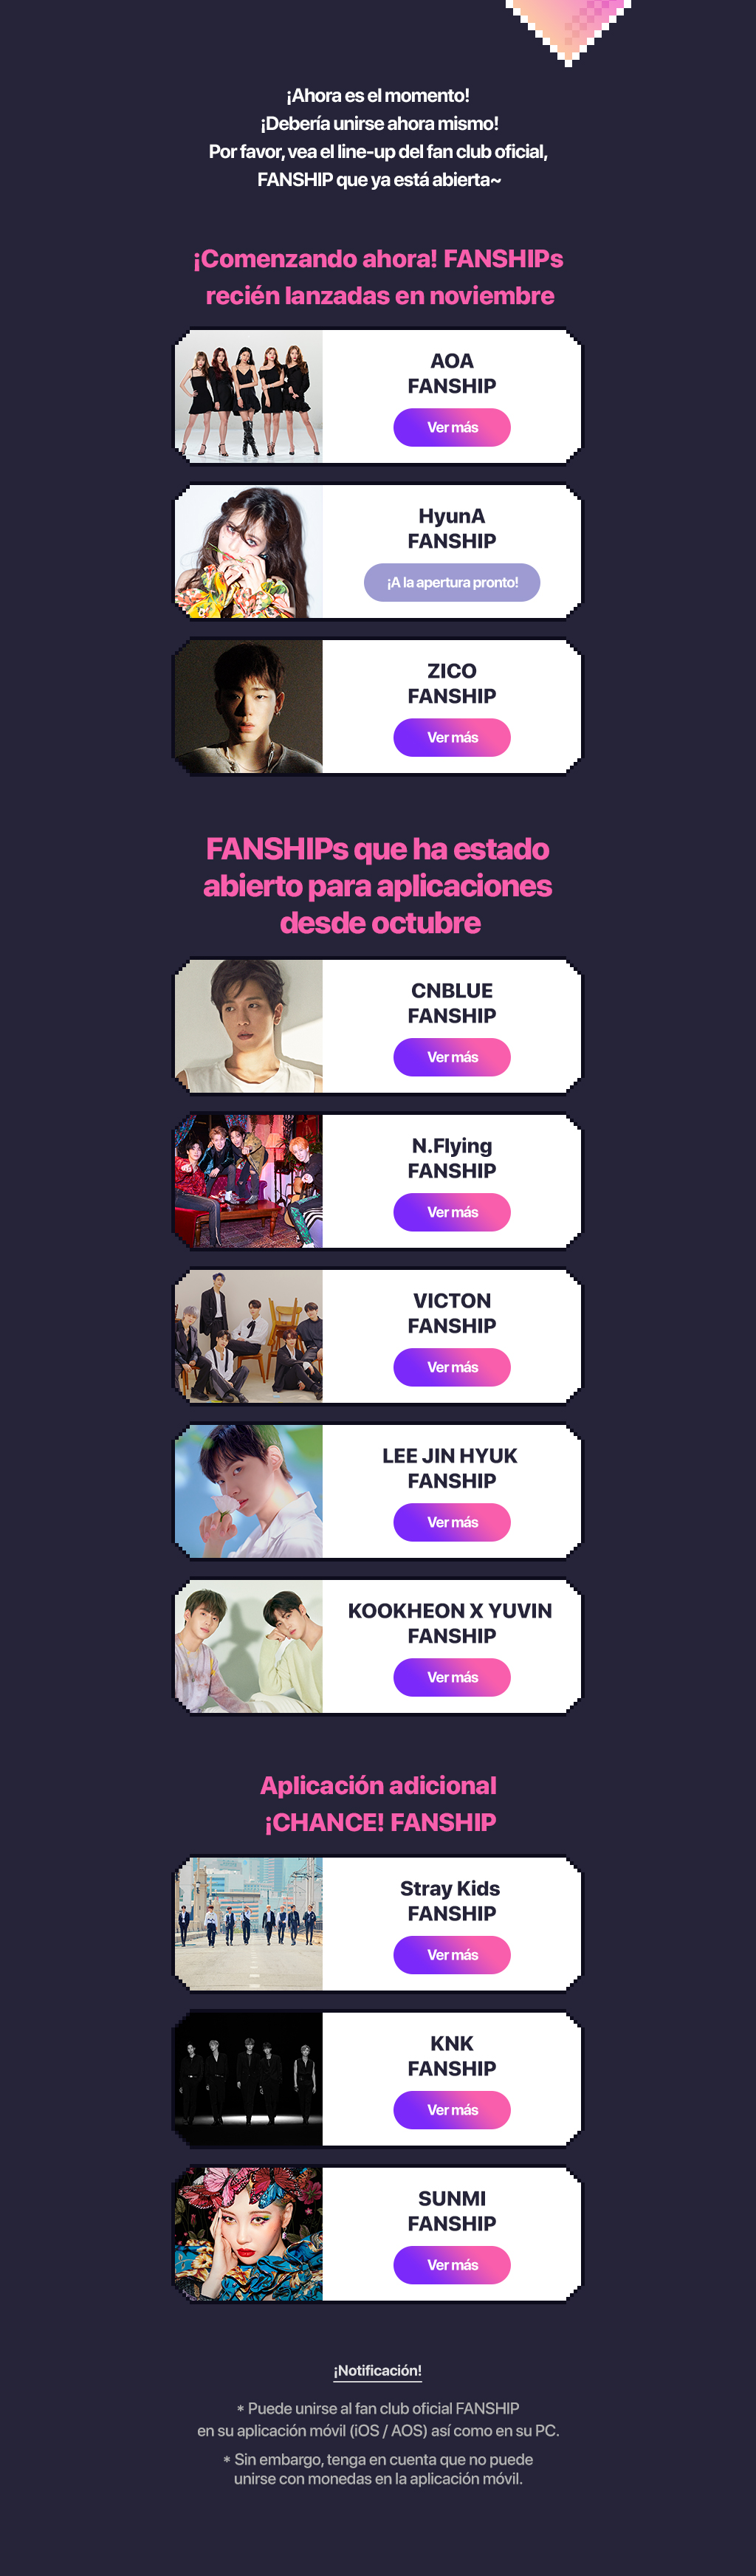 ¡Ahora es el momento!
¡Debería unirse ahora mismo!
Por favor, vea el line-up del fan club oficial,
FANSHIP que ya está abierta~
¡Comenzando ahora! FANSHIPs
recién lanzadas en noviembre
AOA
FANSHIP
Ver más
HyunA
FANSHIP
¡A la apertura pronto!
ZICO
FANSHIP
Ver más
FANSHIPs que ha estado
abierto para aplicaciones
desde octubre
CNBLUE
FANSHIP
Ver más
N.Flying
FANSHIP
Ver más
VICTON
FANSHIP
Ver más
LEE JIN HYUK
FANSHIP
Ver más
KOOKHEON X YUVIN
FANSHIP
Ver más
Aplicación adicional
¡CHANCE! FANSHIP
Stray Kids
FANSHIP
Ver más
KNK
FANSHIP
Ver más
SUNMI
FANSHIP
Ver más
¡Notificación!
* Puede unirse al fan club oficial FANSHIP
en su aplicación móvil (iOS / AOS) así como en su PC.
* Sin embargo, tenga en cuenta que no puede
unirse con monedas en la aplicación móvil.